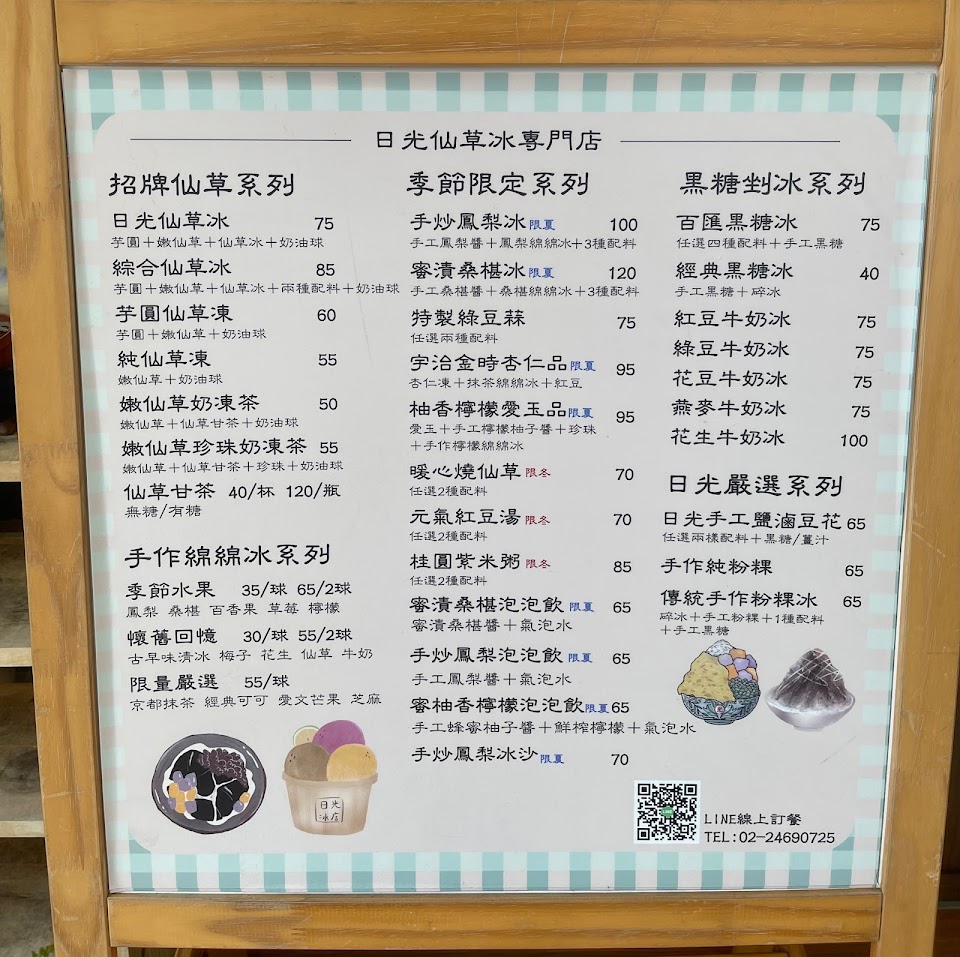 日光仙草冰專門店
招牌仙草系列
日光仙草冰 75
芋圓+嫩仙草+仙草冰+奶油球
綜合仙草冰 85
芋圓+嫩仙草+仙草冰+兩種配料+奶油球
芋圓仙草凍 60
芋圓+嫩仙草+奶油球
純仙草凍 55
嫩仙草+奶油球
嫩仙草奶凍茶 50
嫩仙草+仙草甘茶+奶油球
嫩仙草珍珠奶凍茶 55
嫩仙草+仙草甘茶+珍珠+奶油球
仙草甘茶 40/杯 120/瓶
無糖/有糖
手作綿綿冰系列
季節水果 35/球 65/2球
鳳梨 桑椹 百香果 草莓 檸檬
懷舊回憶 30/球 55/2球
古早味清冰 梅子 花生 仙草 牛奶
限量嚴選 55/球
京都抹茶 經典可可 愛文芒果 芝麻
日光
冰店
季節限定系列
手炒鳳梨冰限夏 100
手工鳳梨醬+鳳梨綿綿冰+3種配料
蜜漬桑椹冰限夏 120
手工桑椹醬+桑椹綿綿冰+3種配料
特製綠豆蒜 75
任選兩種配料
宇治金時杏仁品限夏 95
杏仁凍+抹茶綿綿冰+紅豆
柚香檸檬愛玉品限夏 95
愛玉+手工檸檬柚子醬+珍珠
+手作檸檬綿綿冰
暖心燒仙草限冬 70
任選2種配料
元氣紅豆湯限冬 70
任選2種配料
桂圓紫米粥限冬 85
任選2種配料
蜜漬桑椹泡泡飲限夏 65
蜜漬桑椹醬+氣泡水
手炒鳳梨泡泡飲限夏 65
手工鳳梨醬+氣泡水
蜜柚香檸檬泡泡飲限夏65
手工蜂蜜柚子醬+鮮榨檸檬+氣泡水
手炒鳳梨冰沙限夏 70
黑糖剉冰系列
百匯黑糖冰 75
任選四種配料+手工黑糖
經典黑糖冰 40
手工黑糖+碎冰
紅豆牛奶冰 75
綠豆牛奶冰 75
花豆牛奶冰 75
燕麥牛奶冰 75
花生牛奶冰 100
日光嚴選系列
日光手工鹽滷豆花 65
任選兩樣配料+黑糖/薑汁
手作純粉粿 65
傳統手作粉粿冰 65
碎冰+手工粉粿+1種配料
+手工黑糖
LINE線上訂餐
TEL:02-24690725